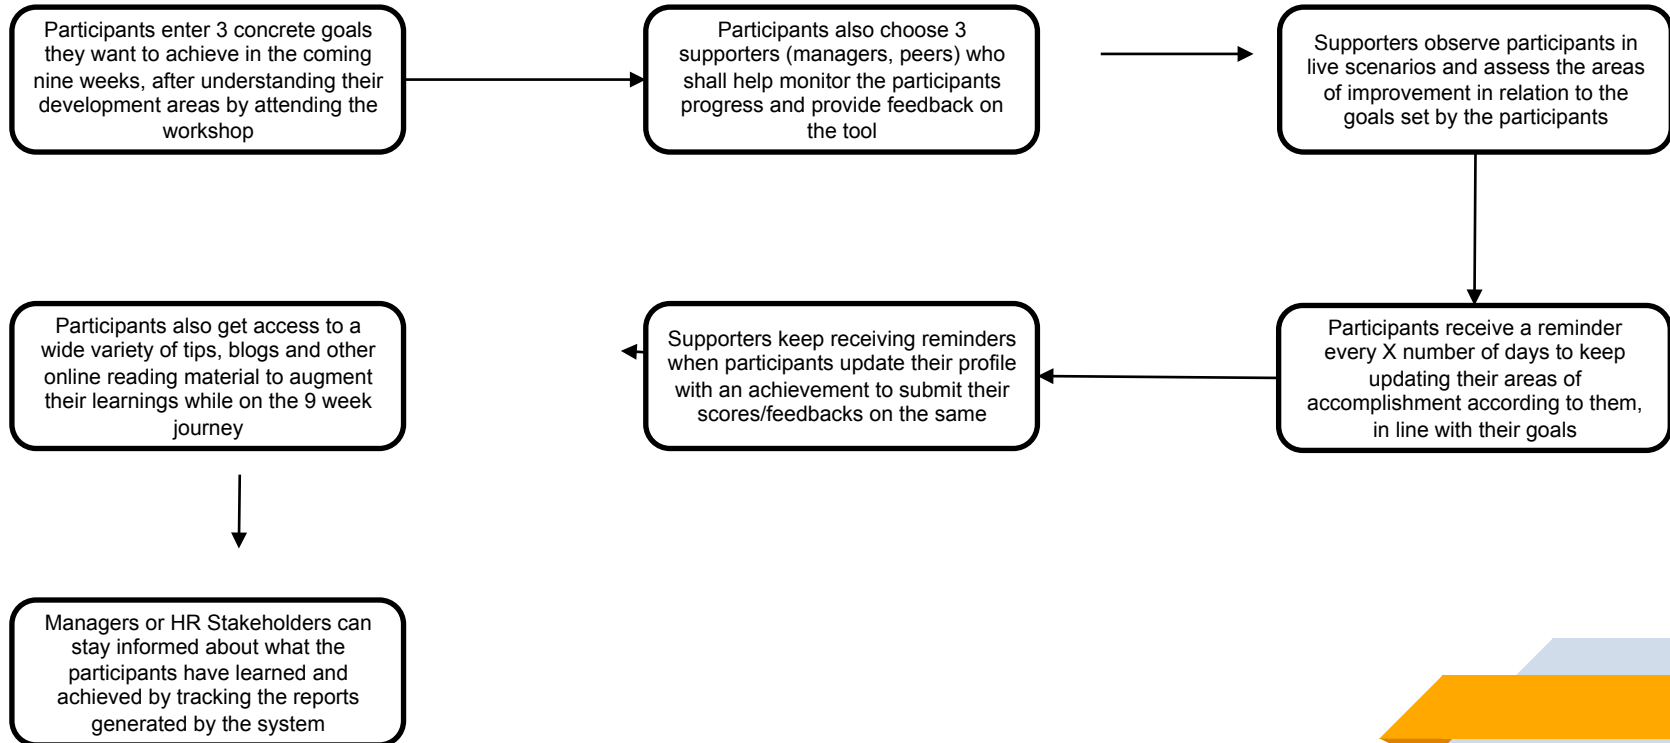 Participants enter 3 concrete goals
they want to achieve in the coming
nine weeks, after understanding their
development areas by attending the
workshop
Participants also choose 3
supporters (managers, peers) who
shall help monitor the participants
progress and provide feedback on
the tool
Supporters observe participants in
live scenarios and assess the areas
of improvement in relation to the
goals set by the participants
Participants receive a reminder
every X number of days to keep
updating their areas of
accomplishment according to them,
in line with their goals
Supporters keep receiving reminders
when participants update their profile
with an achievement to submit their
scores/feedbacks on the same
Participants also get access to a
wide variety of tips, blogs and other
online reading material to augment
their learnings while on the 9 week
journey
Managers or HR Stakeholders can
stay informed about what the
participants have learned and
achieved by tracking the reports
generated by the system